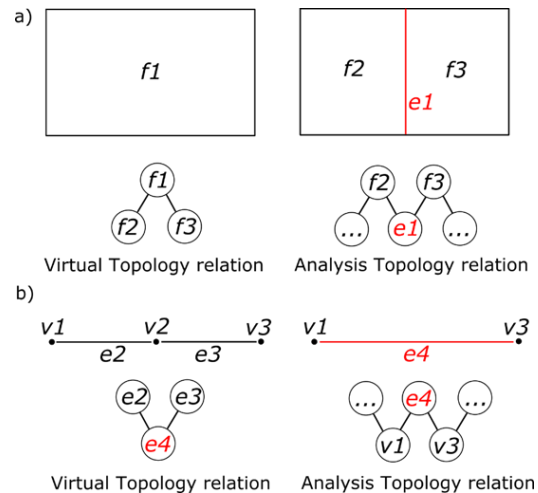 a)
f1
f2 f3
e1
f1
f2 f3
f2 f3
... e1 ...
Virtual Topology relation
Analysis Topology relation
b)
v1 v2 v3
e2 e3
v1 v3
e4
e2 e3
e4
... e4 ...
v1 v3
Virtual Topology relation
Analysis Topology relation